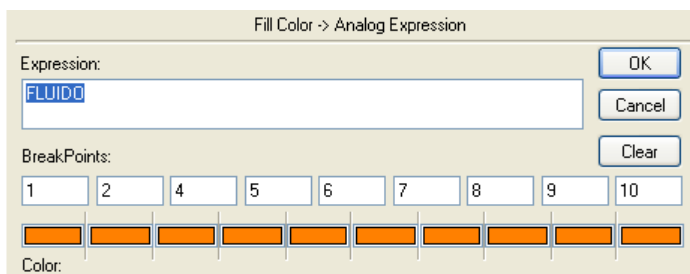 Fill Color -> Analog Expression
Expression:
OK
FLUIDO
Cancel
Clear
BreakPoints:
1 2 4 5 6 7 8 9 10
Color: